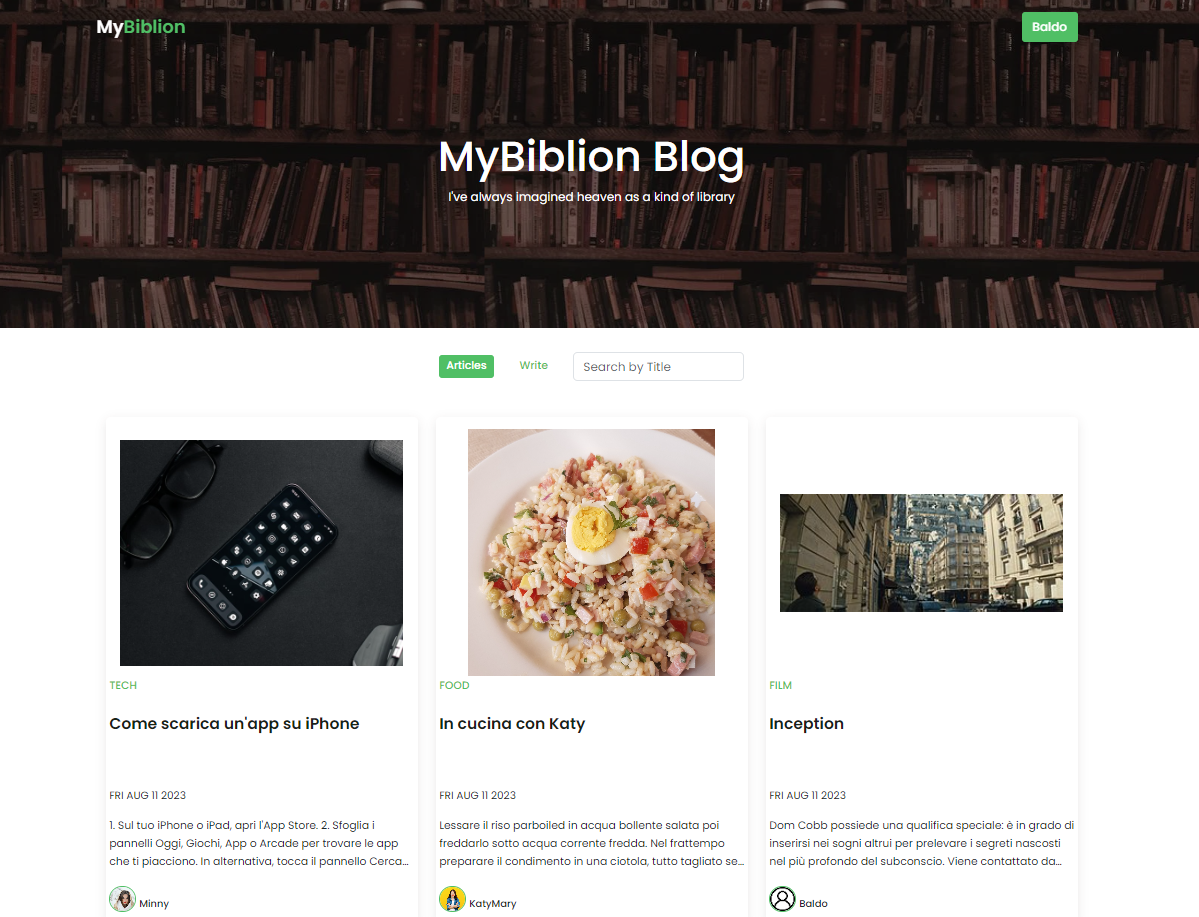 MyBiblion
Baldo
MyBiblion Blog
I've always imagined heaven as a kind of library
Articles
Write
Search by Title
TECH
Come scarica un'app su iPhone
FRI AUG 11 2023
1. Sul tuo iPhone o iPad, apri l'App Store. 2. Sfoglia i
pannelli Oggi, Giochi, App o Arcade per trovare le app
che ti piacciono. In alternativa, tocca il pannello Cerca…
Minny
FOOD
In cucina con Katy
FRI AUG 11 2023
Lessare il riso parboiled in acqua bollente salata poi
freddarlo sotto acqua corrente fredda. Nel frattempo
preparare il condimento in una ciotola, tutto tagliato se…
KatyMary
FILM
Inception
FRI AUG 11 2023
Dom Cobb possiede una qualifica speciale: è in grado di
inserirsi nei sogni altrui per prelevare i segreti nascosti
nel più profondo del subconscio. Viene contattato da…
Baldo